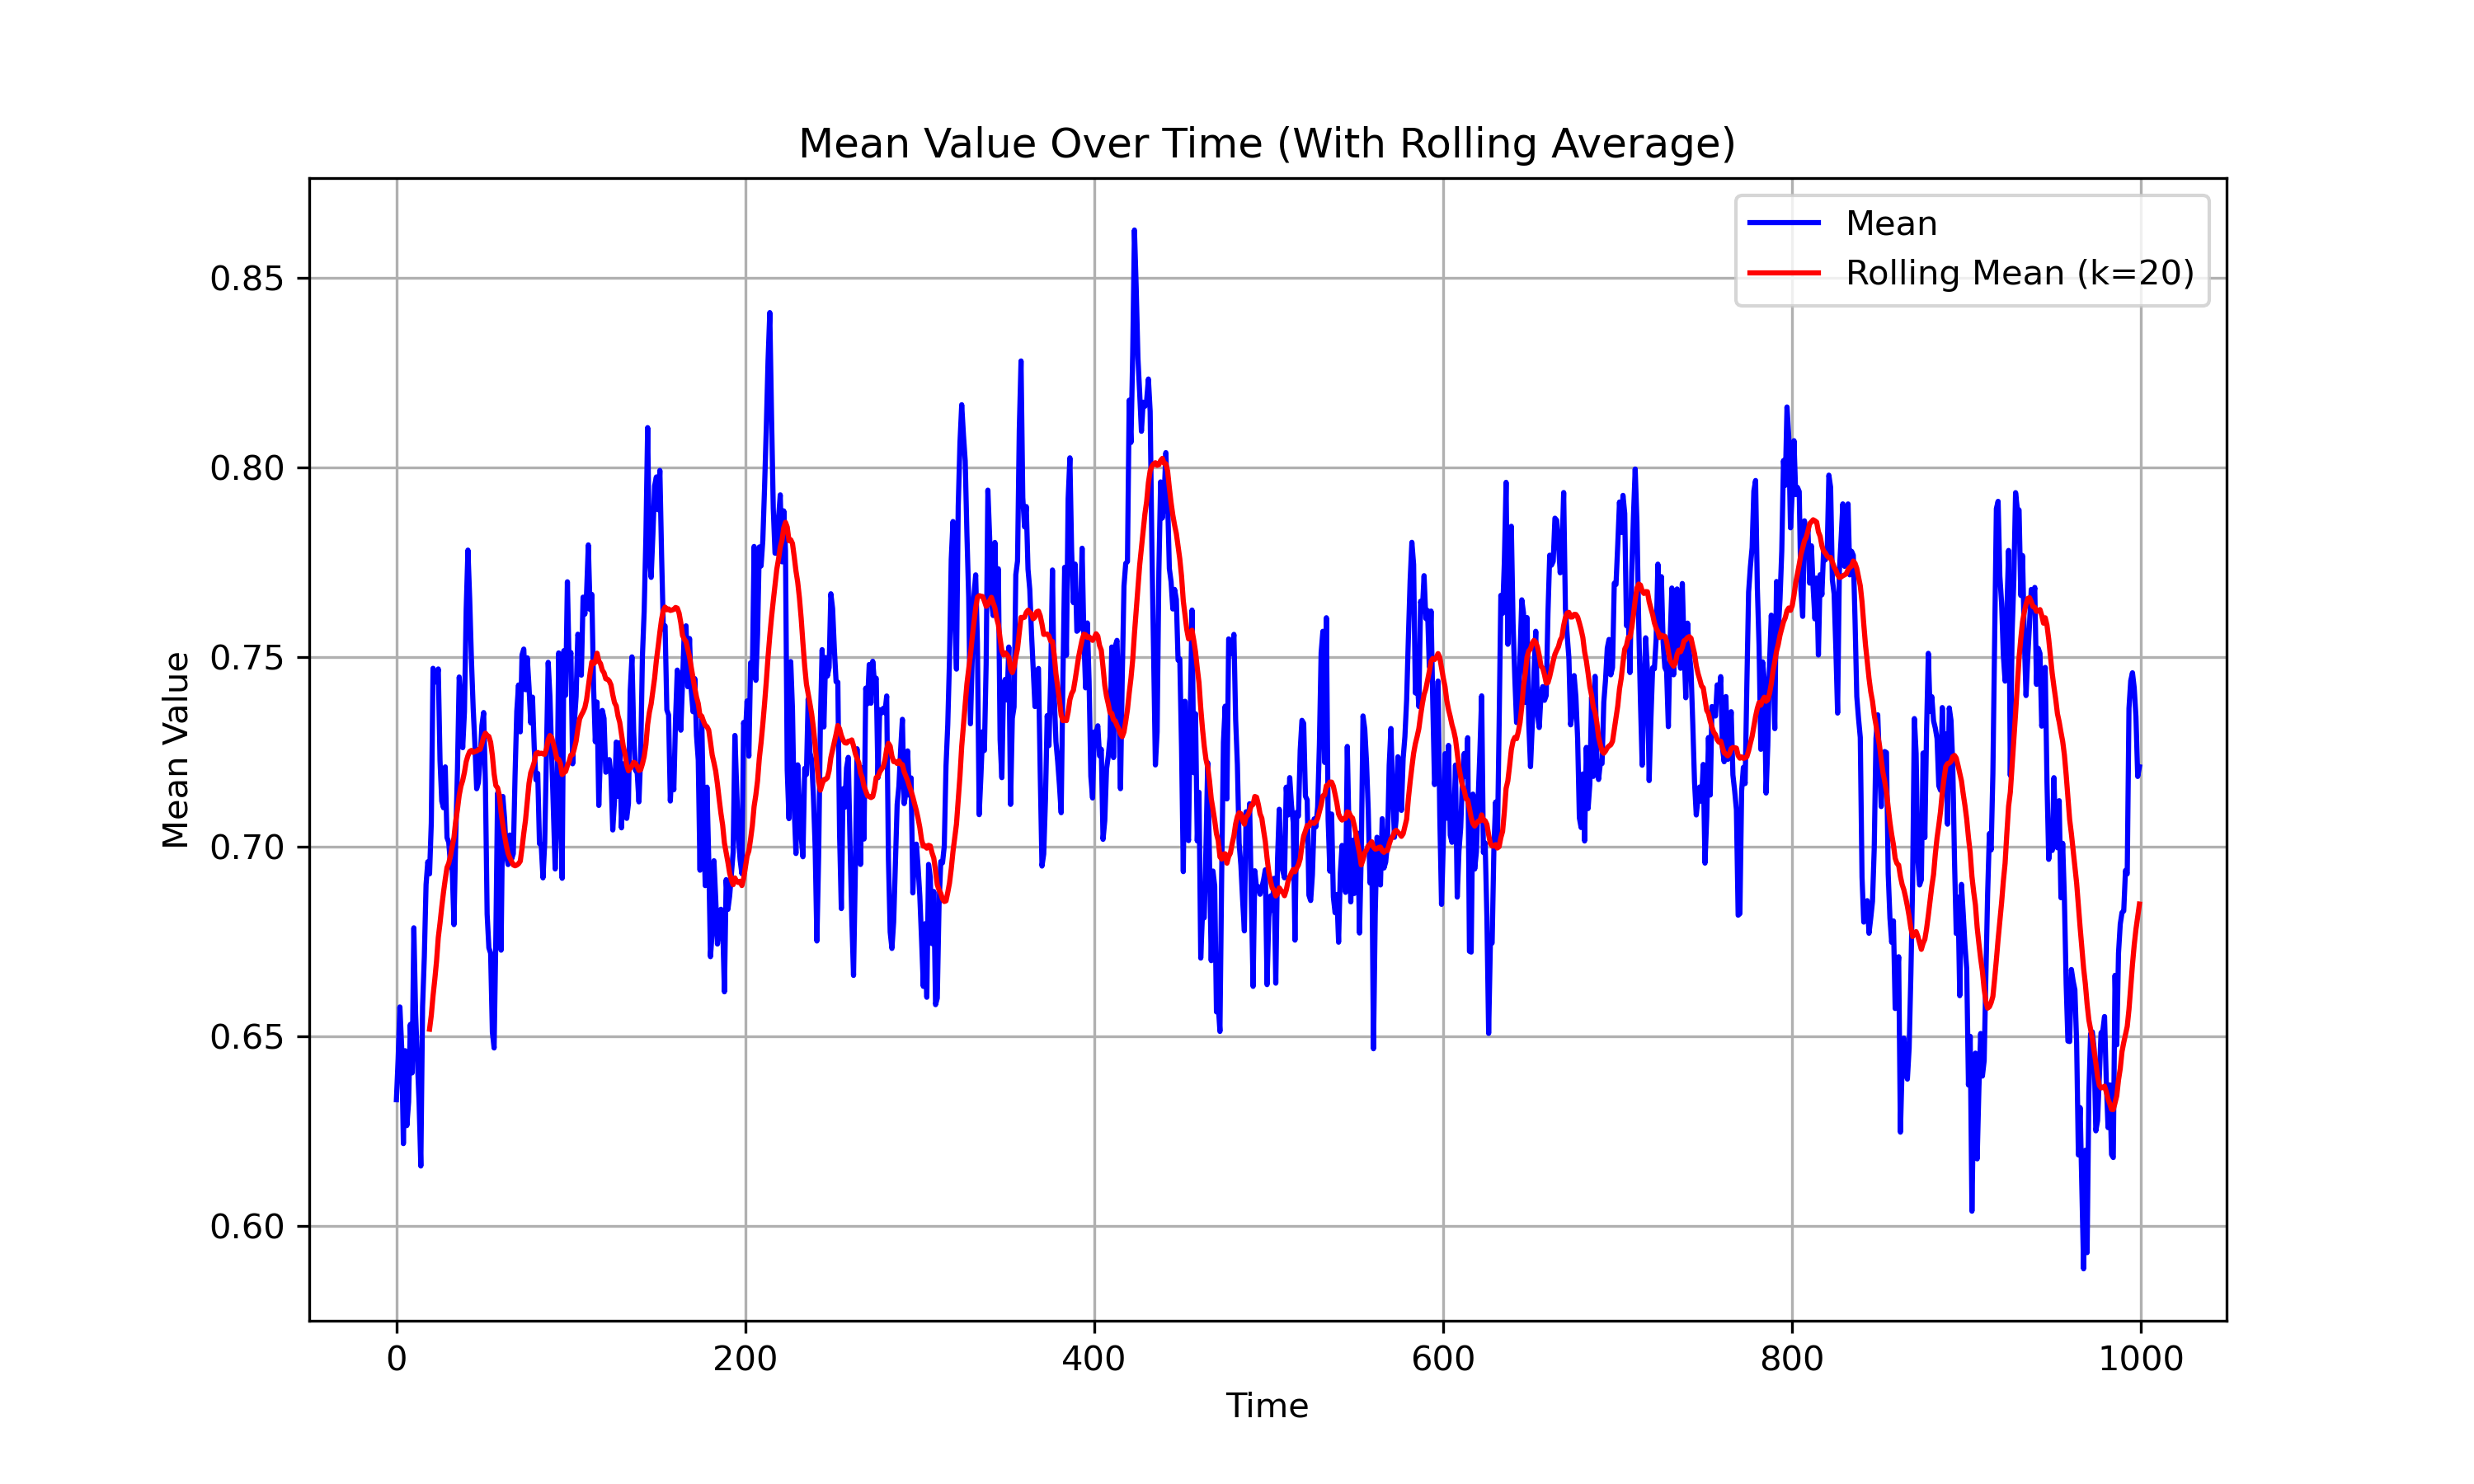 Mean Value Over Time (With Rolling Average)
Mean
Rolling Mean (k=20)
Mean Value
0.85
0.80
0.75
0.70
0.65
0.60
0 200 400 600 800 1000
Time